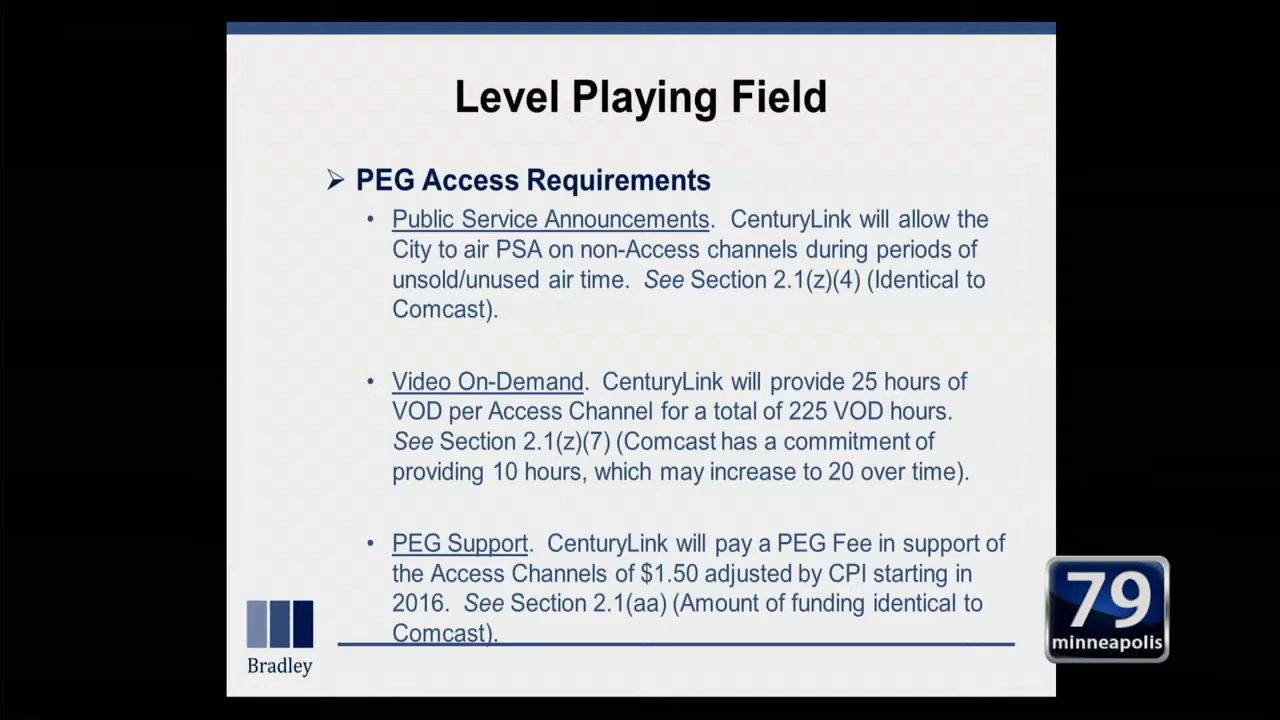 Level Playing Field
➢ PEG Access Requirements
• Public Service Announcements. CenturyLink will allow the
City to air PSA on non-Access channels during periods of
unsold/unused air time. See Section 2.1(z)(4) (Identical to
Comcast).
• Video On-Demand. CenturyLink will provide 25 hours of
VOD per Access Channel for a total of 225 VOD hours.
See Section 2.1(z)(7) (Comcast has a commitment of
providing 10 hours, which may increase to 20 over time).
• PEG Support. CenturyLink will pay a PEG Fee in support of
the Access Channels of $1.50 adjusted by CPI starting in
2016. See Section 2.1(aa) (Amount of funding identical to
Comcast).
Bradley
79
minneapolis